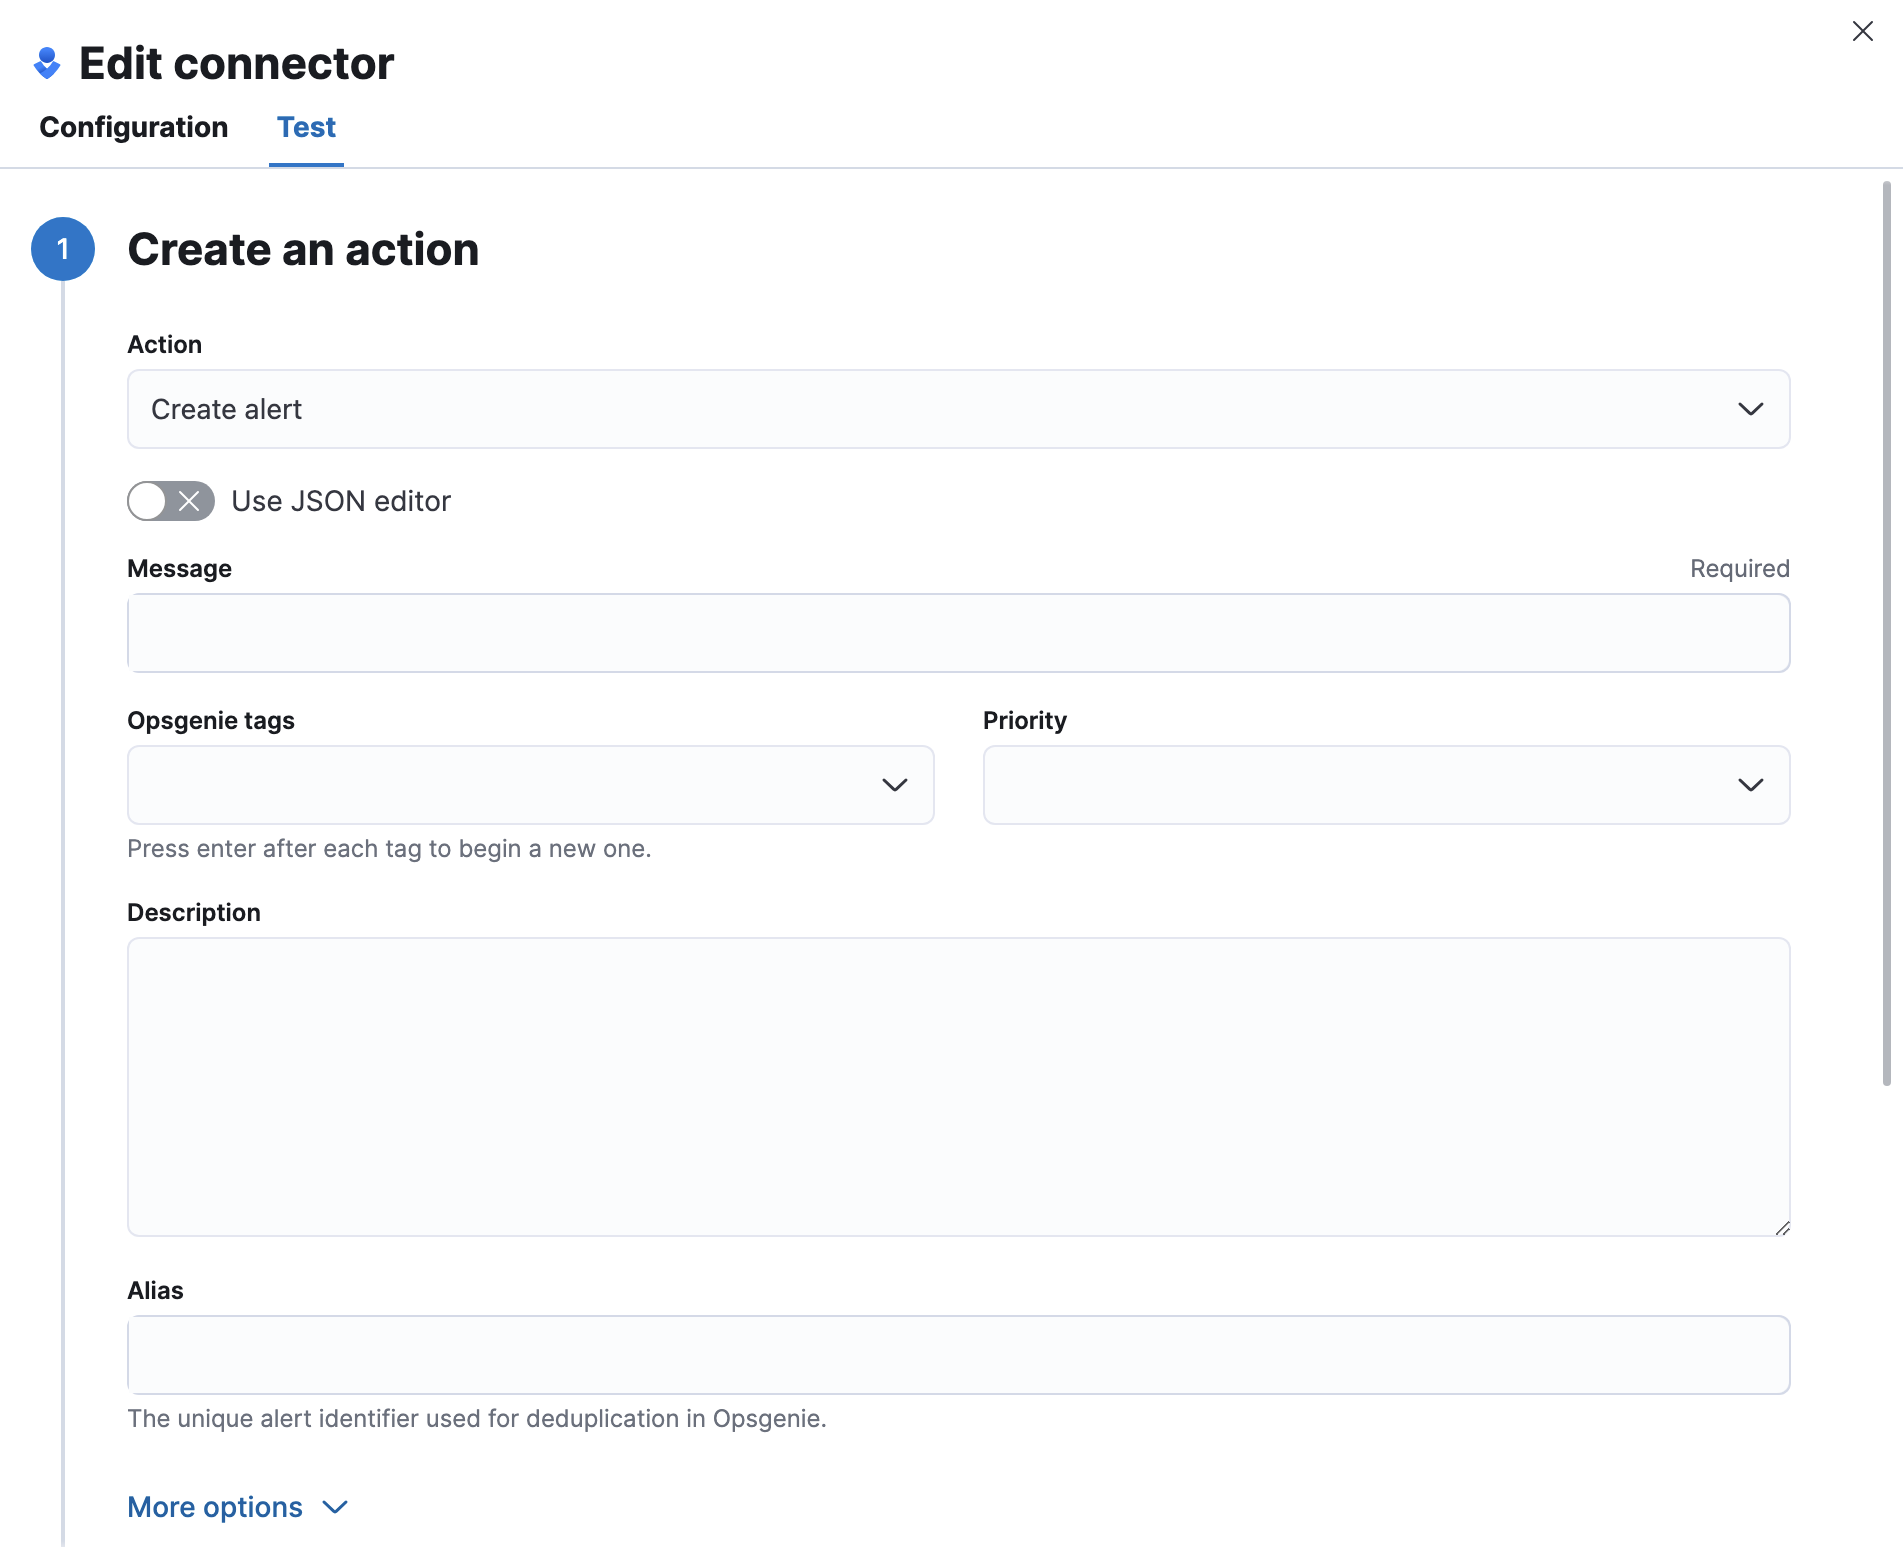 Edit connector
Configuration Test
1 Create an action
Action
Create alert
Use JSON editor
Message Required
Opsgenie tags Priority
Press enter after each tag to begin a new one.
Description
Alias
The unique alert identifier used for deduplication in Opsgenie.
More options